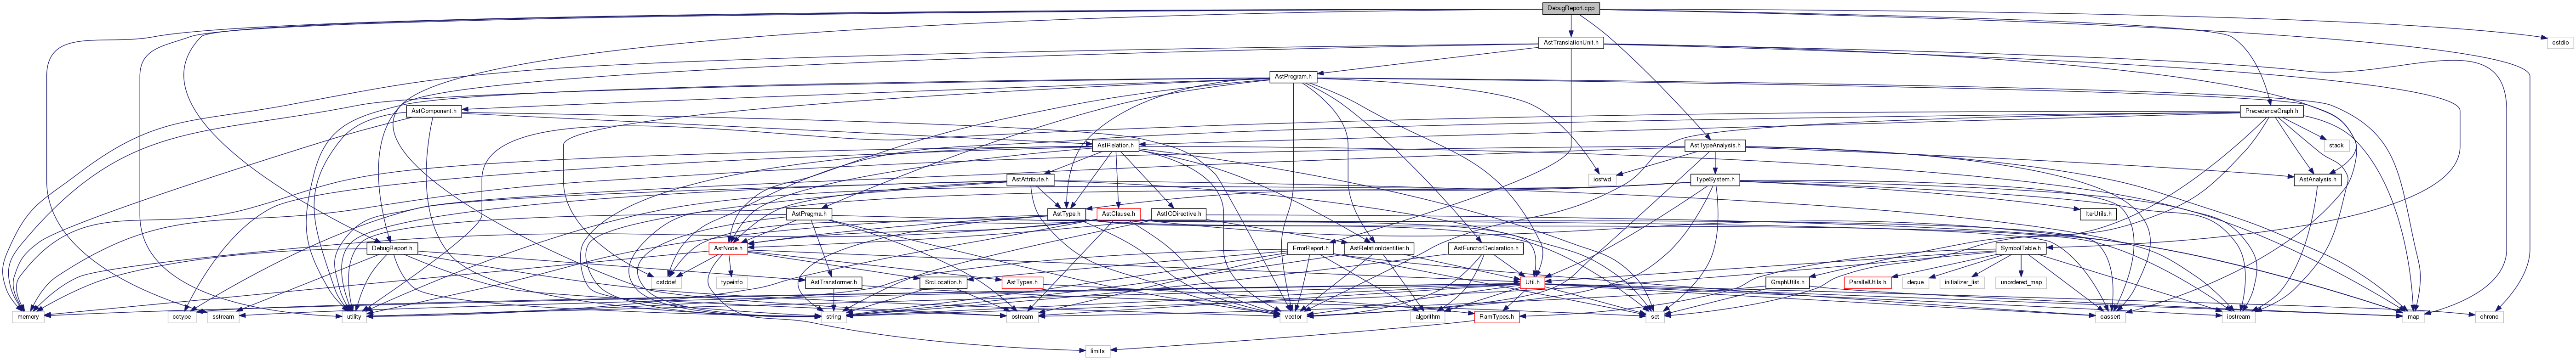 DebugReport.cpp
AstTranslationUnit.h
cstdio
AstProgram.h
AstComponent.h
PrecedenceGraph.h
AstRelation.h
AstTypeAnalysis.h
stack
AstAttribute.h
iosfwd
TypeSystem.h
AstAnalysis.h
AstPragma.h
AstType.h
AstClause.h
AstIODirective.h
IterUtils.h
DebugReport.h
AstNode.h
ErrorReport.h
AstRelationIdentifier.h
AstFunctorDeclaration.h
SymbolTable.h
AstTransformer.h
cstddef
typeinfo
SrcLocation.h
AstTypes.h
Util.h
GraphUtils.h
ParallelUtils.h
deque
initializer_list
unordered_map
memory
cctype
sstream
utility
string
ostream
vector
algorithm
RamTypes.h
set
cassert
iostream
map
chrono
limits